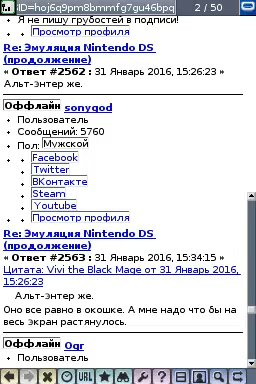 ID=hoj6q9pm8bmmfg7gu46bpq 2 / 50
Я не пишу грубостей в подписи!
Просмотр профиля
Re: Эмуляция Nintendo DS
(продолжение)
« Ответ #2562 : 31 Январь 2016, 15:26:23 »
Альт-энтер же.
Оффлайн sonygod
Пользователь
Сообщений: 5760
Пол: Мужской
Facebook
Twitter
ВКонтакте
Steam
Youtube
Просмотр профиля
Re: Эмуляция Nintendo DS
(продолжение)
« Ответ #2563 : 31 Январь 2016, 15:34:15 »
Цитата: Vivi the Black Mage от 31 Январь 2016,
15:26:23
Альт-энтер же.
Оно все равно в окошке. А мне надо что бы на
весь экран растянулось.
Оффлайн Ogr
Пользователь
URL